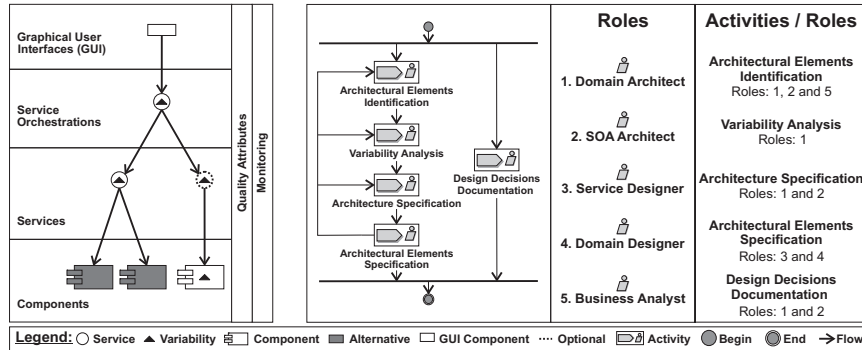 Graphical User
Interfaces (GUI)
Service
Orchestrations
Services
Components
Quality Attributes
Monitoring
Architectural Elements
Identification
Variability Analysis
Architecture Specification
Architectural Elements
Specification
Design Decisions
Documentation
Roles
1. Domain Architect
2. SOA Architect
3. Service Designer
4. Domain Designer
5. Business Analyst
Activities / Roles
Architectural Elements
Identification
Roles: 1, 2 and 5
Variability Analysis
Roles: 1
Architecture Specification
Roles: 1 and 2
Architectural Elements
Specification
Roles: 3 and 4
Design Decisions
Documentation
Roles: 1 and 2
Legend: Service Variability Component Alternative GUI Component Optional Activity Begin End Flow